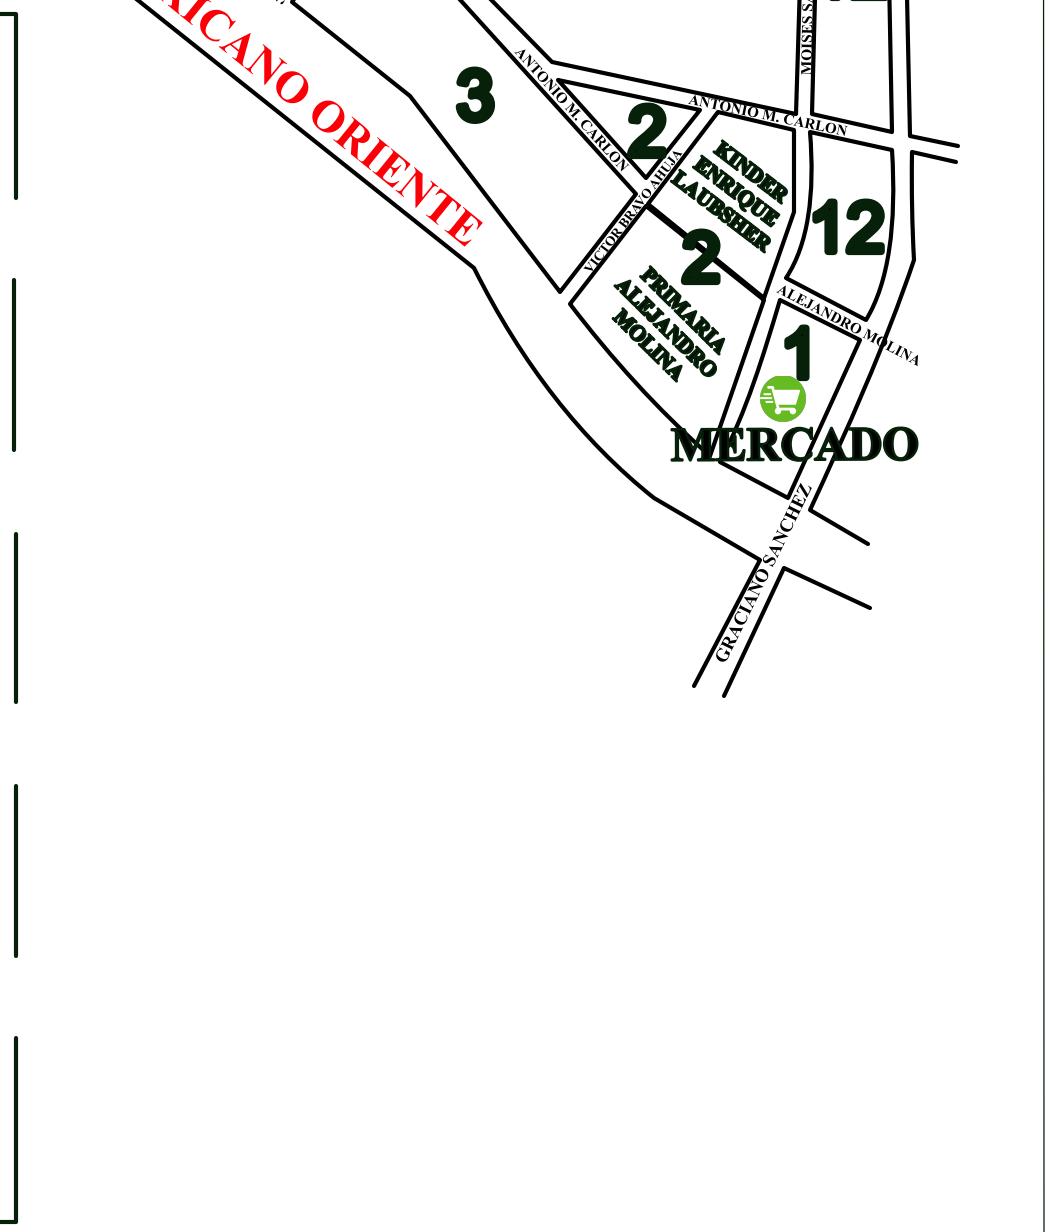 ANTONIO M. CARLON
3
2
ANTONIO M. CARLON
VICTOR BRAVO AHUJA
KINDER
ENRIQUE
LAUBSHER
12
2
PRIMARIA
ALEJANDRO
MOLINA
ALEJANDRO MOLINA
1
MERCADO
GRACIANO SANCHEZ
MOISES
ORIENTE